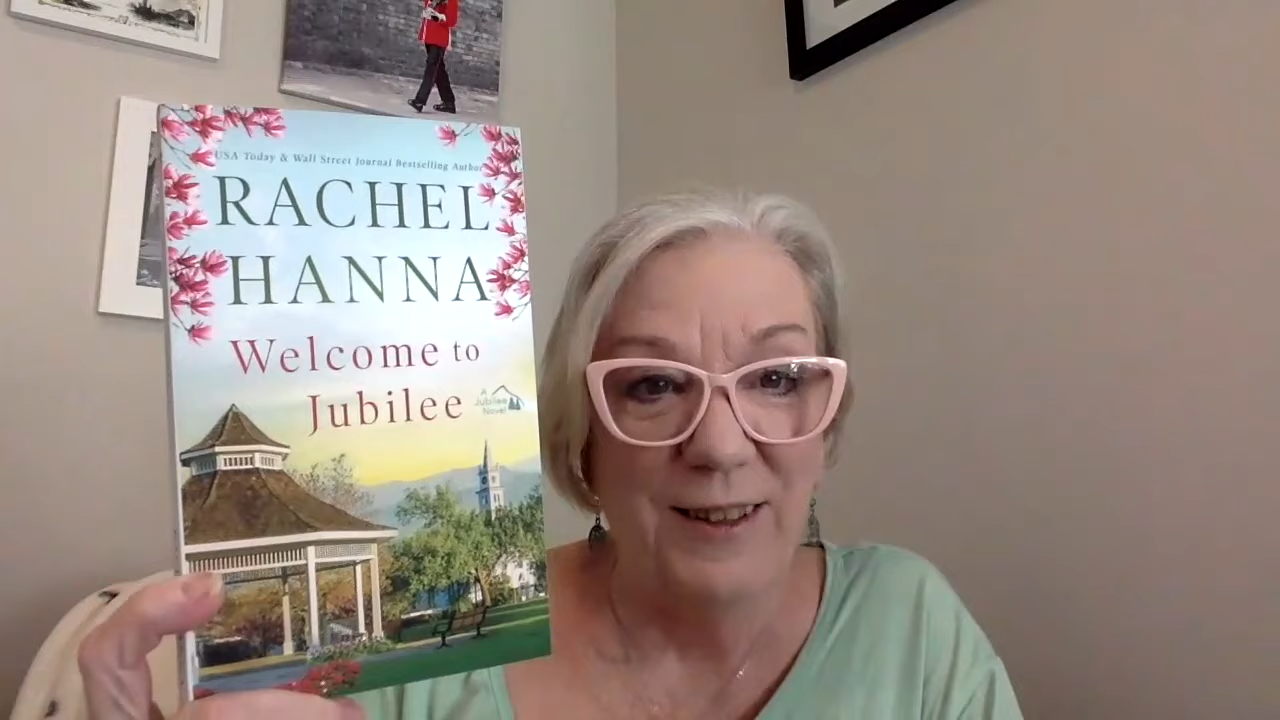 USA Today & Wall Street Journal Bestselling Author
RACHEL
HANNA
Welcome to
Jubilee
A
Jubilee
Novel